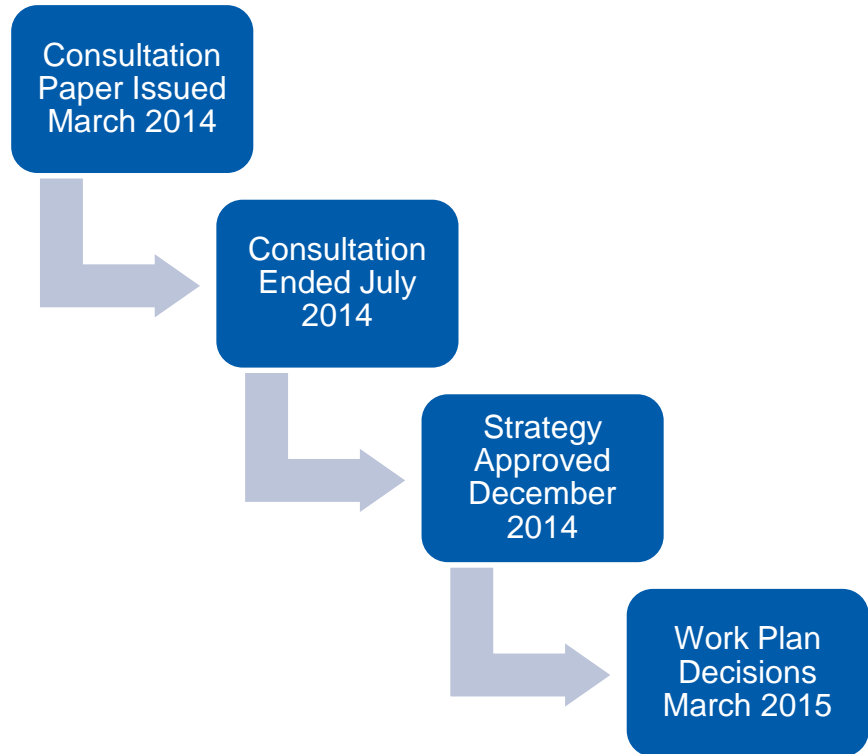 Consultation
Paper Issued
March 2014
Consultation
Ended July
2014
Strategy
Approved
December
2014
Work Plan
Decisions
March 2015